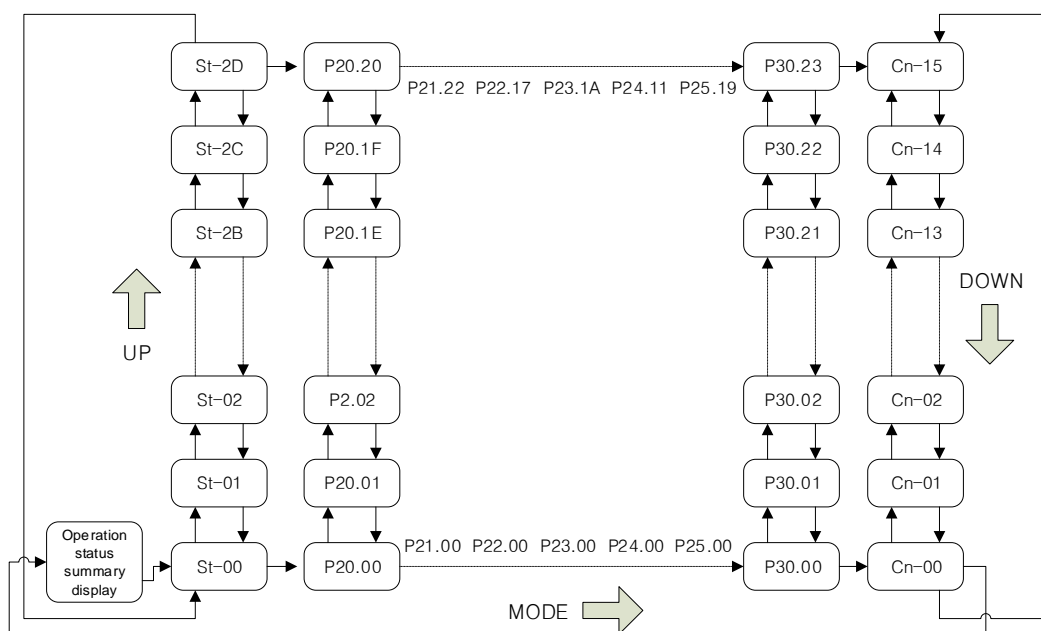 St-2D P20.20 P30.23 Cn-15
P21.22 P22.17 P23.1A P24.11 P25.19
St-2C P20.1F P30.22 Cn-14
St-2B P20.1E P30.21 Cn-13
DOWN
UP
St-02 P2.02 P30.02 Cn-02
St-01 P20.01 P30.01 Cn-01
Operation
status
summary
display
P21.00 P22.00 P23.00 P24.00 P25.00
St-00 P20.00 P30.00 Cn-00
MODE